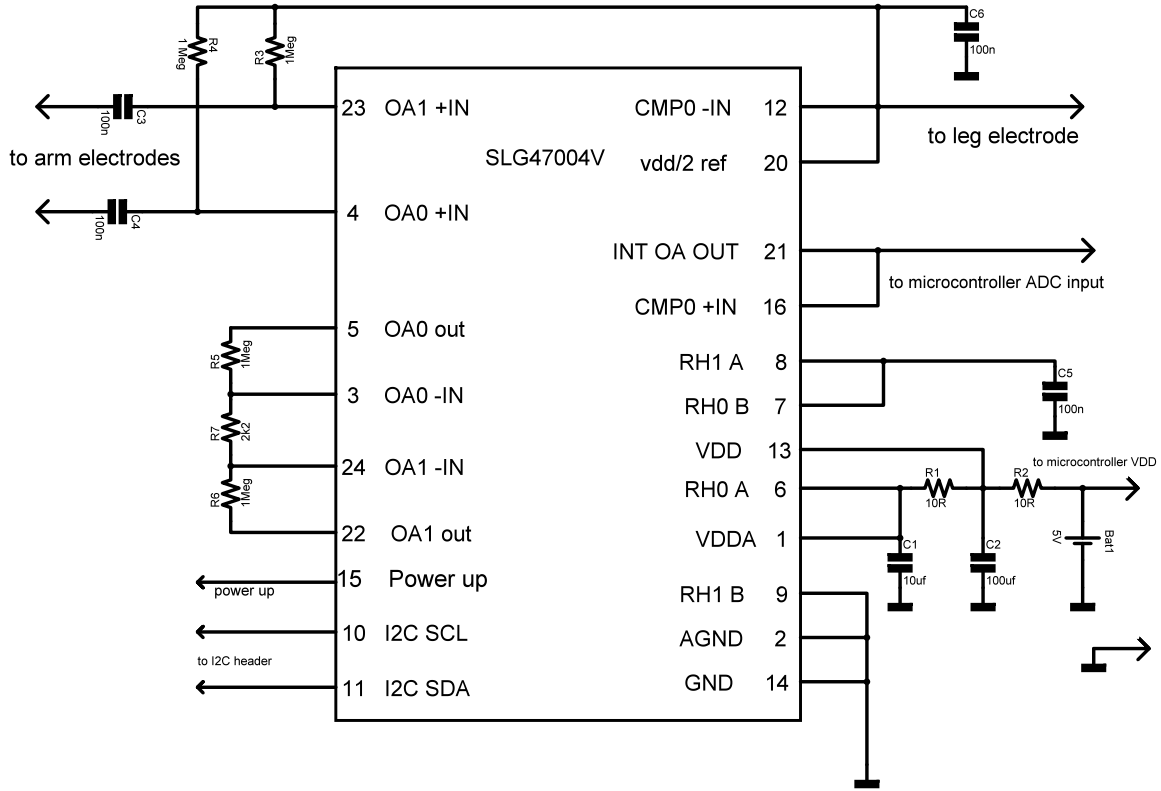 C6
100n
R4
1 Meg
R3
1Meg
C3
100n
to arm electrodes
C4
100n
SLG47004V
23 OA1 +IN
4 OA0 +IN
5 OA0 out
3 OA0 -IN
24 OA1 -IN
22 OA1 out
15 Power up
10 I2C SCL
11 I2C SDA
R5
1Meg
R7
2k2
R6
1Meg
power up
to I2C header
CMP0 -IN 12
vdd/2 ref 20
INT OA OUT 21
CMP0 +IN 16
RH1 A 8
RH0 B 7
VDD 13
RH0 A 6
VDDA 1
RH1 B 9
AGND 2
GND 14
to leg electrode
to microcontroller ADC input
C5
100n
to microcontroller VDD
R1
10R
R2
10R
C1
10uf
C2
100uf
5V
Bat1